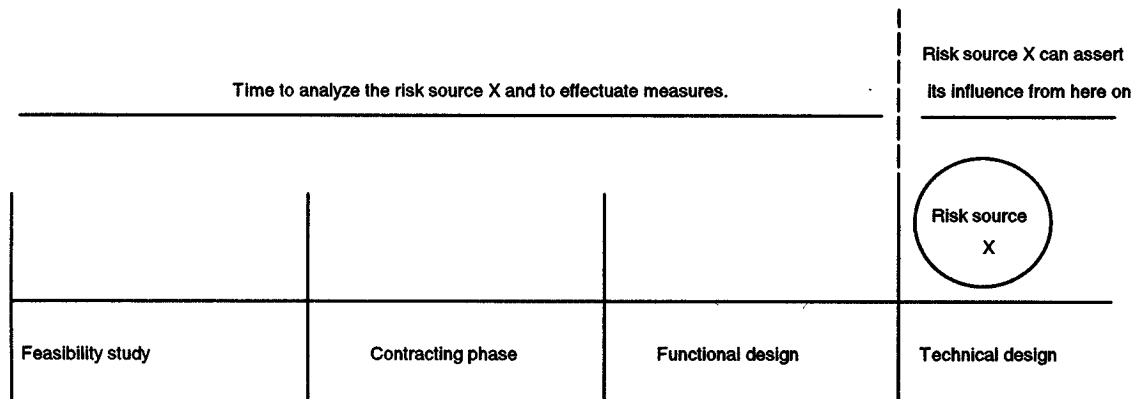 Risk source X can assert
its influence from here on
Time to analyze the risk source X and to effectuate measures.
Risk source
X
Feasibility study
Contracting phase
Functional design
Technical design